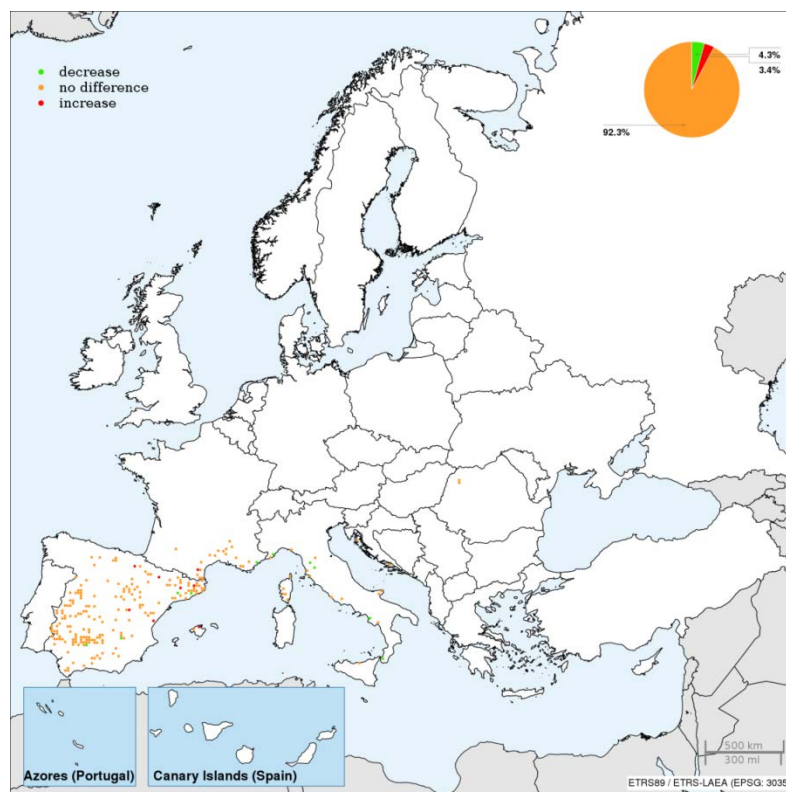 decrease
no difference
increase
4.3%
3.4%
92.3%
500 km
300 mi
Azores (Portugal)
Canary Islands (Spain)
ETRS89 / ETRS-LAEA (EPSG: 3035